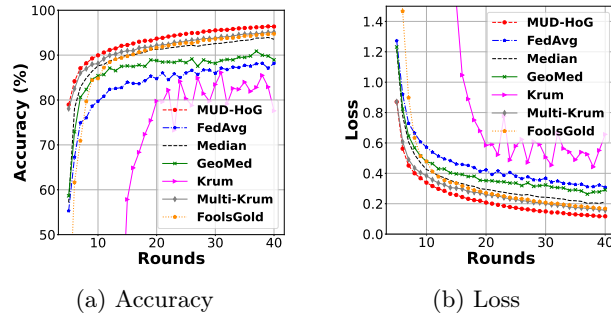 100
90
80
70
60
50
Accuracy (%)
10
20
30
40
Rounds
MUD-HoG
FedAvg
Median
GeoMed
Krum
Multi-Krum
FoolsGold
(a) Accuracy
1.4
1.2
1.0
0.8
0.6
0.4
0.2
0.0
Loss
10
20
30
40
Rounds
MUD-HoG
FedAvg
Median
GeoMed
Krum
Multi-Krum
FoolsGold
(b) Loss